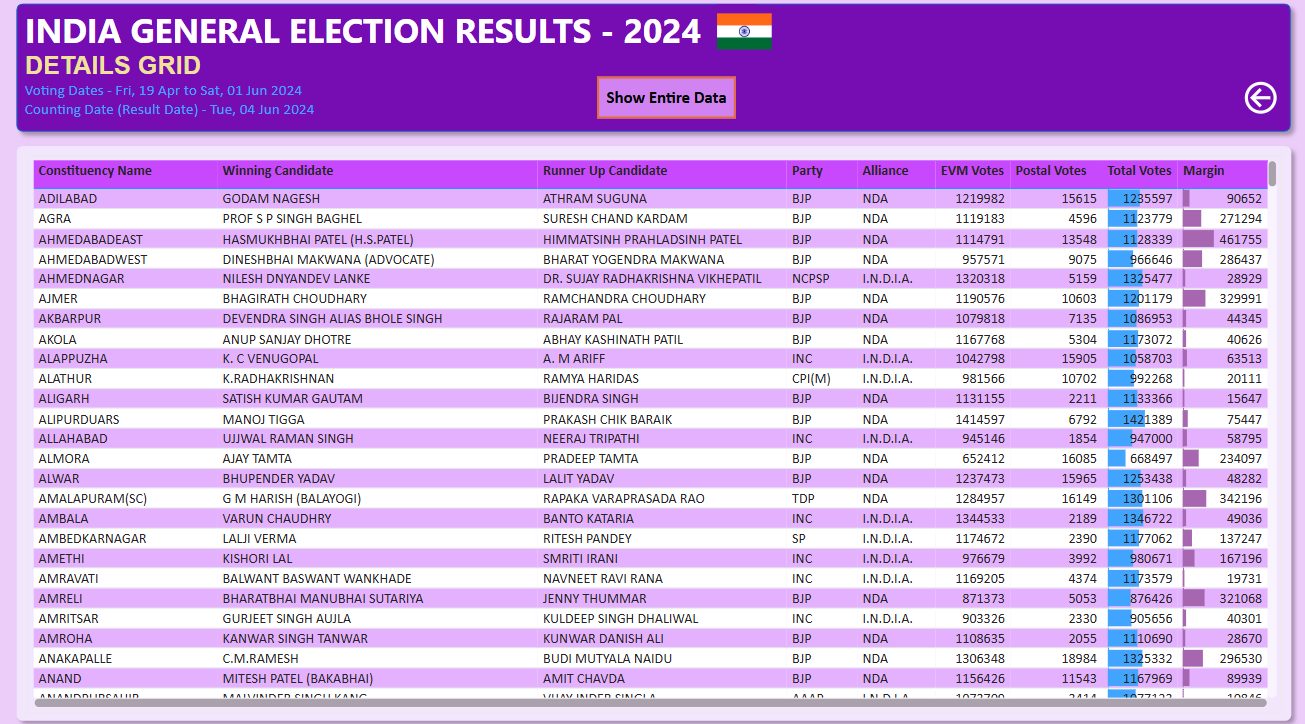 INDIA GENERAL ELECTION RESULTS - 2024
DETAILS GRID
Voting Dates - Fri, 19 Apr to Sat, 01 Jun 2024
Counting Date (Result Date) - Tue, 04 Jun 2024
Show Entire Data
Constituency Name Winning Candidate Runner Up Candidate Party Alliance EVM Votes Postal Votes Total Votes Margin
ADILABAD GODAM NAGESH ATHRAM SUGUNA BJP NDA 1219982 15615 1235597 90652
AGRA PROF S P SINGH BAGHEL SURESH CHAND KARDAM BJP NDA 1119183 4596 1123779 271294
AHMEDABADEAST HASMUKHBHAI PATEL (H.S.PATEL) HIMMATSINH PRAHLADSINH PATEL BJP NDA 1114791 13548 1128339 461755
AHMEDABADWEST DINESHBHAI MAKWANA (ADVOCATE) BHARAT YOGENDRA MAKWANA BJP NDA 957571 9075 966646 286437
AHMEDNAGAR NILESH DNYANDEV LANKE DR. SUJAY RADHAKRISHNA VIKHEPATIL NCPSP I.N.D.I.A. 1320318 5159 1325477 28929
AJMER BHAGIRATH CHOUDHARY RAMCHANDRA CHOUDHARY BJP NDA 1190576 10603 1201179 329991
AKBARPUR DEVENDRA SINGH ALIAS BHOLE SINGH RAJARAM PAL BJP NDA 1079818 7135 1086953 44345
AKOLA ANUP SANJAY DHOTRE ABHAY KASHINATH PATIL BJP NDA 1167768 5304 1173072 40626
ALAPPUZHA K. C VENUGOPAL A. M ARIFF INC I.N.D.I.A. 1042798 15905 1058703 63513
ALATHUR K.RADHAKRISHNAN RAMYA HARIDAS CPI(M) I.N.D.I.A. 981566 10702 992268 20111
ALIGARH SATISH KUMAR GAUTAM BIJENDRA SINGH BJP NDA 1131155 2211 1133366 15647
ALIPURDUARS MANOJ TIGGA PRAKASH CHIK BARAIK BJP NDA 1414597 6792 1421389 75447
ALLAHABAD UJJWAL RAMAN SINGH NEERAJ TRIPATHI INC I.N.D.I.A. 945146 1854 947000 58795
ALMORA AJAY TAMTA PRADEEP TAMTA BJP NDA 652412 16085 668497 234097
ALWAR BHUPENDER YADAV LALIT YADAV BJP NDA 1237473 15965 1253438 48282
AMALAPURAM(SC) G M HARISH (BALAYOGI) RAPAKA VARAPRASADA RAO TDP NDA 1284957 16149 1301106 342196
AMBALA VARUN CHAUDHRY BANTO KATARIA INC I.N.D.I.A. 1344533 2189 1346722 49036
AMBEDKARNAGAR LALJI VERMA RITESH PANDEY SP I.N.D.I.A. 1174672 2390 1177062 137247
AMETHI KISHORI LAL SMRITI IRANI INC I.N.D.I.A. 976679 3992 980671 167196
AMRAVATI BALWANT BASWANT WANKHADE NAVNEET RAVI RANA INC I.N.D.I.A. 1169205 4374 1173579 19731
AMRELI BHARATBHAI MANUBHAI SUTARIYA JENNY THUMMAR BJP NDA 871373 5053 876426 321068
AMRITSAR GURJEET SINGH AUJLA KULDEEP SINGH DHALIWAL INC I.N.D.I.A. 903326 2330 905656 40301
AMROHA KANWAR SINGH TANWAR KUNWAR DANISH ALI BJP NDA 1108635 2055 1110690 28670
ANAKAPALLE C.M.RAMESH BUDI MUTYALA NAIDU BJP NDA 1306348 18984 1325332 296530
ANAND MITESH PATEL (BAKABHAI) AMIT CHAVDA BJP NDA 1156426 11543 1167969 89939